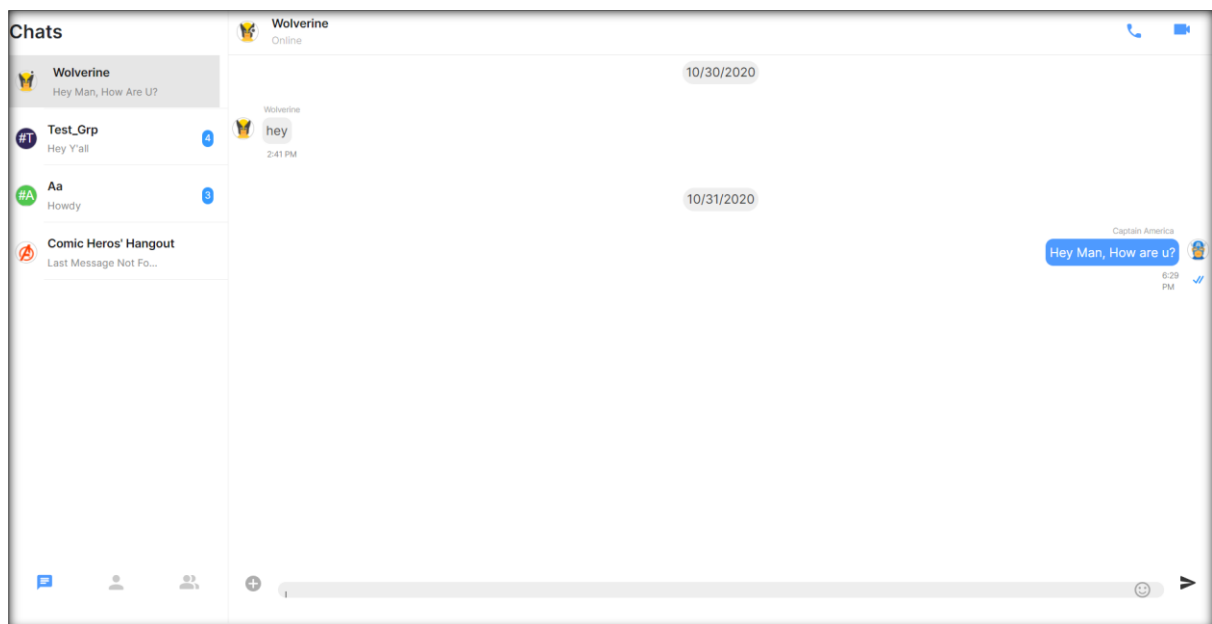 Chats
Wolverine
Hey Man, How Are U?
#T
Test_Grp
4
Hey Y'all
#A
Aa
3
Howdy
Comic Heros' Hangout
Last Message Not Fo...
Wolverine
Online
10/30/2020
Wolverine
hey
2:41 PM
10/31/2020
Captain America
Hey Man, How are u?
6:29
PM